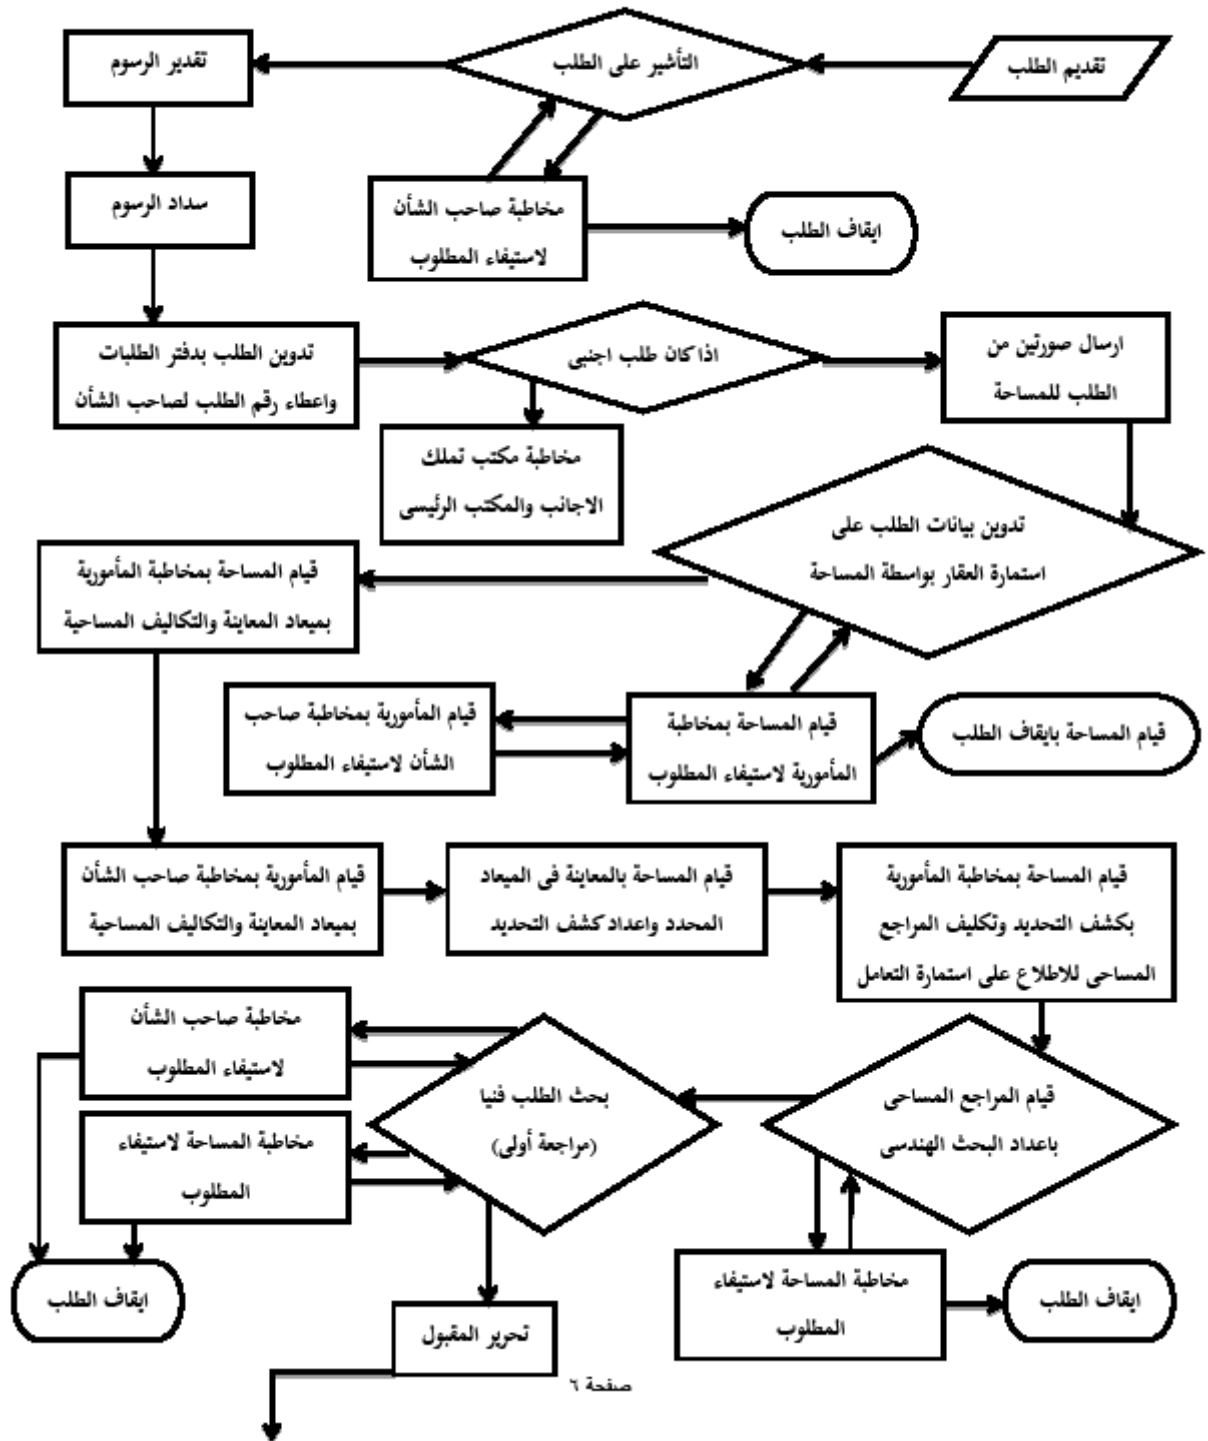 تقديم الطلب
التأشير على الطلب
تقدير الرسوم
سداد الرسوم
مخاطبة صاحب الشأن
لاستيفاء المطلوب
ايقاف الطلب
تدوين الطلب بدفتر الطلبات
واعطاء رقم الطلب لصاحب الشأن
اذا كان طلب اجنبى
ارسال صورتين من
الطلب للمساحة
مخاطبة مكتب تملك
الاجانب والمكتب الرئيسى
تدوين بيانات الطلب على
استمارة العقار بواسطة المساحة
قيام المساحة بمخاطبة المأمورية
بميعاد المعاينة والتكاليف المساحية
قيام المساحة بمخاطبة
المأمورية لاستيفاء المطلوب
قيام المأمورية بمخاطبة صاحب
الشأن لاستيفاء المطلوب
قيام المساحة بايقاف الطلب
قيام المأمورية بمخاطبة صاحب الشأن
بميعاد المعاينة والتكاليف المساحية
قيام المساحة بالمعاينة فى الميعاد
المحدد واعداد كشف التحديد
قيام المساحة بمخاطبة المأمورية
بكشف التحديد وتكليف المراجع
المساحى للاطلاع على استمارة التعامل
قيام المراجع المساحى
باعداد البحث الهندسى
بحث الطلب فنيا
(مراجعة أولى)
مخاطبة صاحب الشأن
لاستيفاء المطلوب
مخاطبة المساحة لاستيفاء
المطلوب
ايقاف الطلب
مخاطبة المساحة لاستيفاء
المطلوب
ايقاف الطلب
تحرير المقبول
صفحة ٦